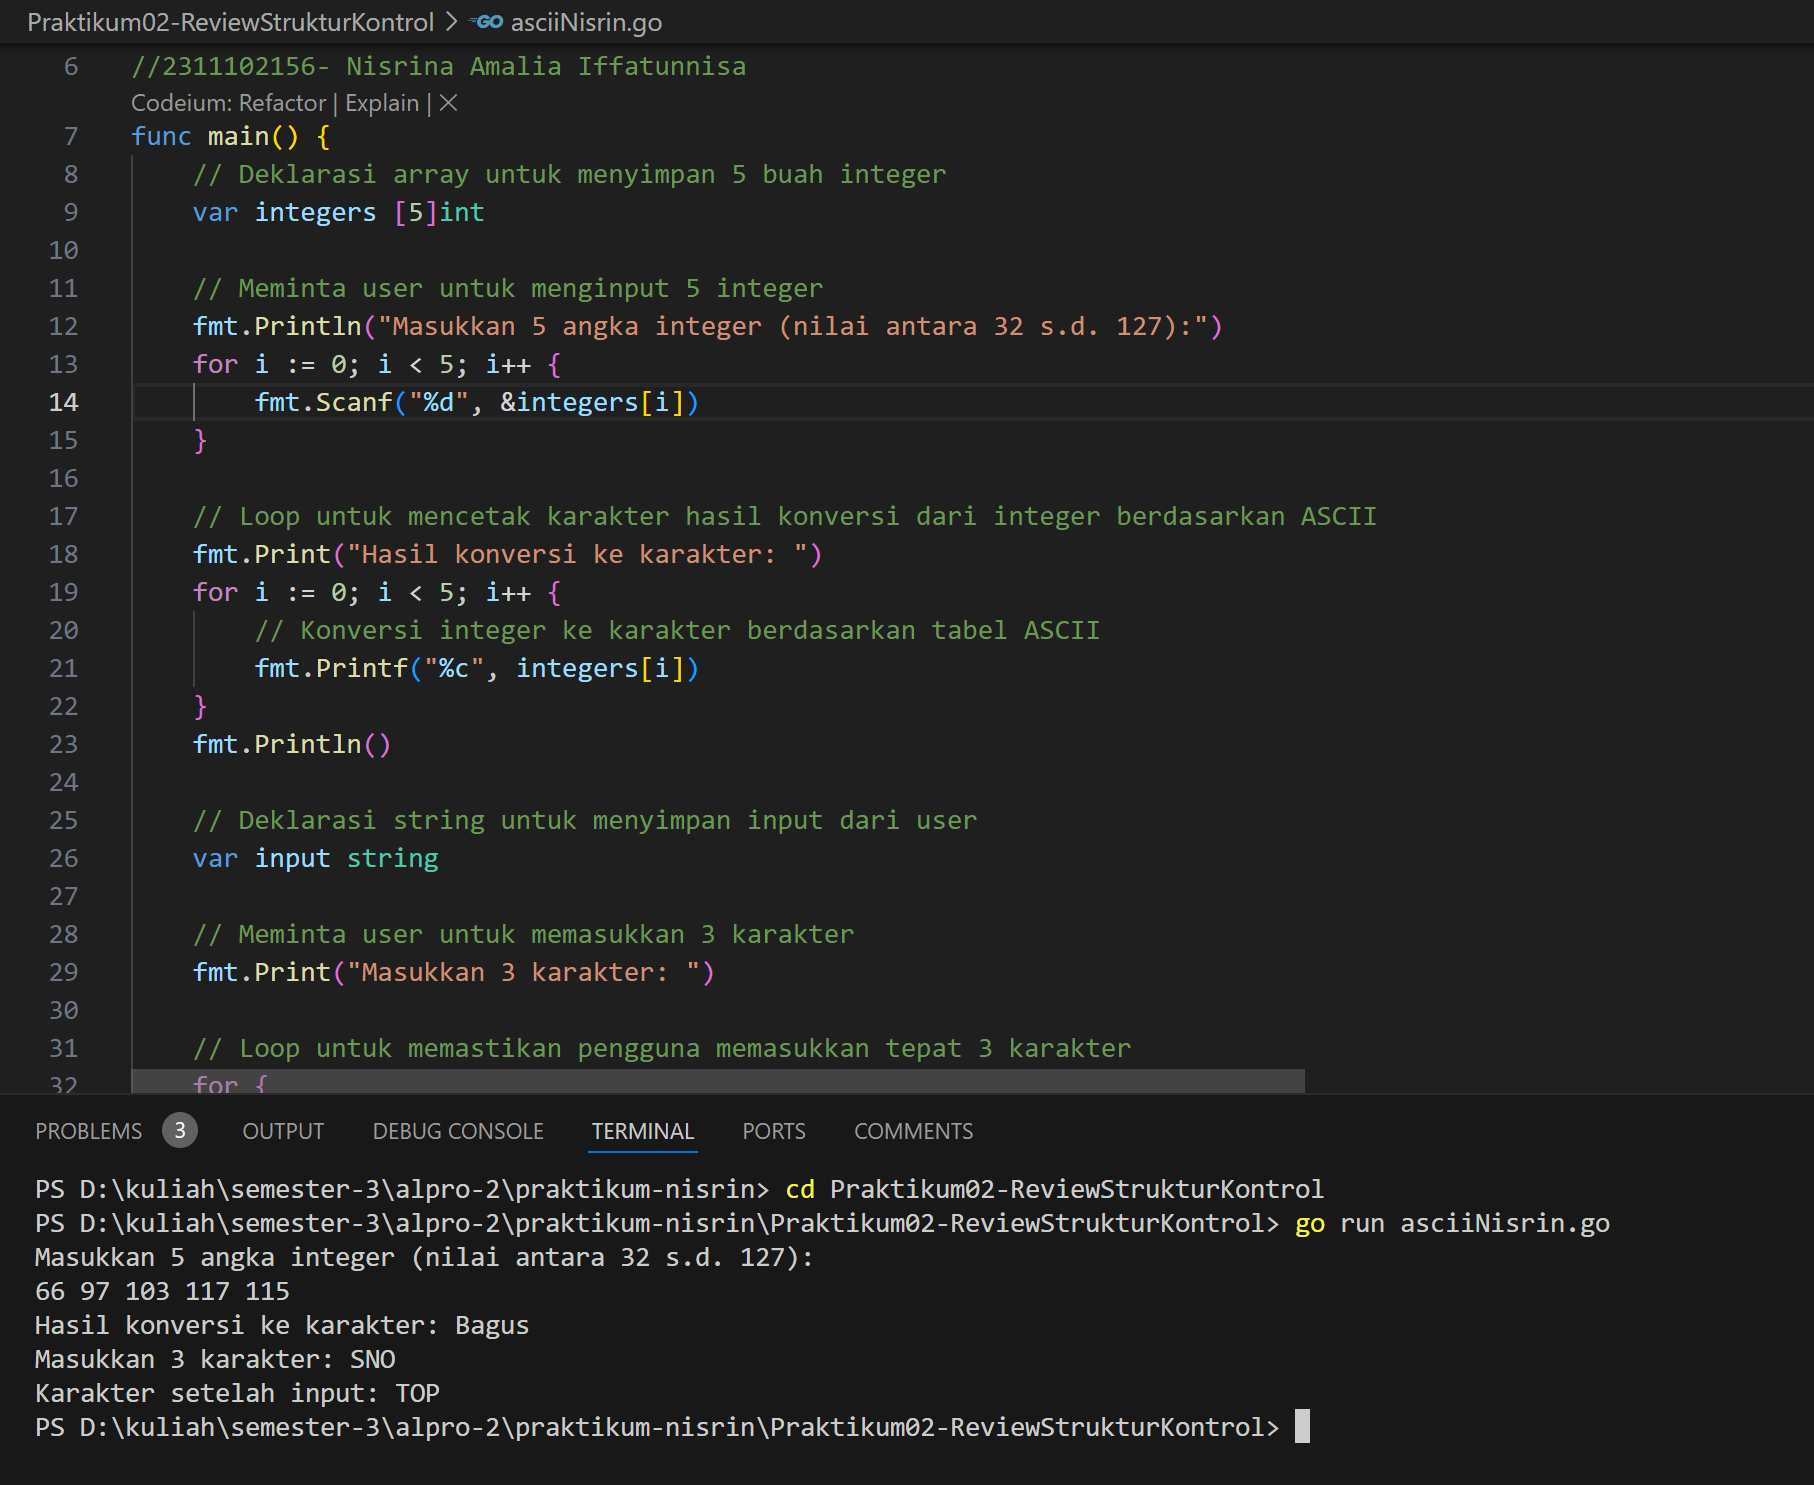 Praktikum02-ReviewStrukturKontrol > GO asciiNisrin.go
6 //2311102156- Nisrina Amalia Iffatunnisa
Codeium: Refactor | Explain | ×
7 func main() {
8 // Deklarasi array untuk menyimpan 5 buah integer
9 var integers [5]int
10
11 // Meminta user untuk menginput 5 integer
12 fmt.Println("Masukkan 5 angka integer (nilai antara 32 s.d. 127):")
13 for i := 0; i < 5; i++ {
14 fmt.Scanf("%d", &integers[i])
15 }
16
17 // Loop untuk mencetak karakter hasil konversi dari integer berdasarkan ASCII
18 fmt.Print("Hasil konversi ke karakter: ")
19 for i := 0; i < 5; i++ {
20 // Konversi integer ke karakter berdasarkan tabel ASCII
21 fmt.Printf("%c", integers[i])
22 }
23 fmt.Println()
24
25 // Deklarasi string untuk menyimpan input dari user
26 var input string
27
28 // Meminta user untuk memasukkan 3 karakter
29 fmt.Print("Masukkan 3 karakter: ")
30
31 // Loop untuk memastikan pengguna memasukkan tepat 3 karakter
32 for {
PROBLEMS 3 OUTPUT DEBUG CONSOLE TERMINAL PORTS COMMENTS
PS D:\kuliah\semester-3\alpro-2\praktikum-nisrin> cd Praktikum02-ReviewStrukturKontrol
PS D:\kuliah\semester-3\alpro-2\praktikum-nisrin\Praktikum02-ReviewStrukturKontrol> go run asciiNisrin.go
Masukkan 5 angka integer (nilai antara 32 s.d. 127):
66 97 103 117 115
Hasil konversi ke karakter: Bagus
Masukkan 3 karakter: SNO
Karakter setelah input: TOP
PS D:\kuliah\semester-3\alpro-2\praktikum-nisrin\Praktikum02-ReviewStrukturKontrol>